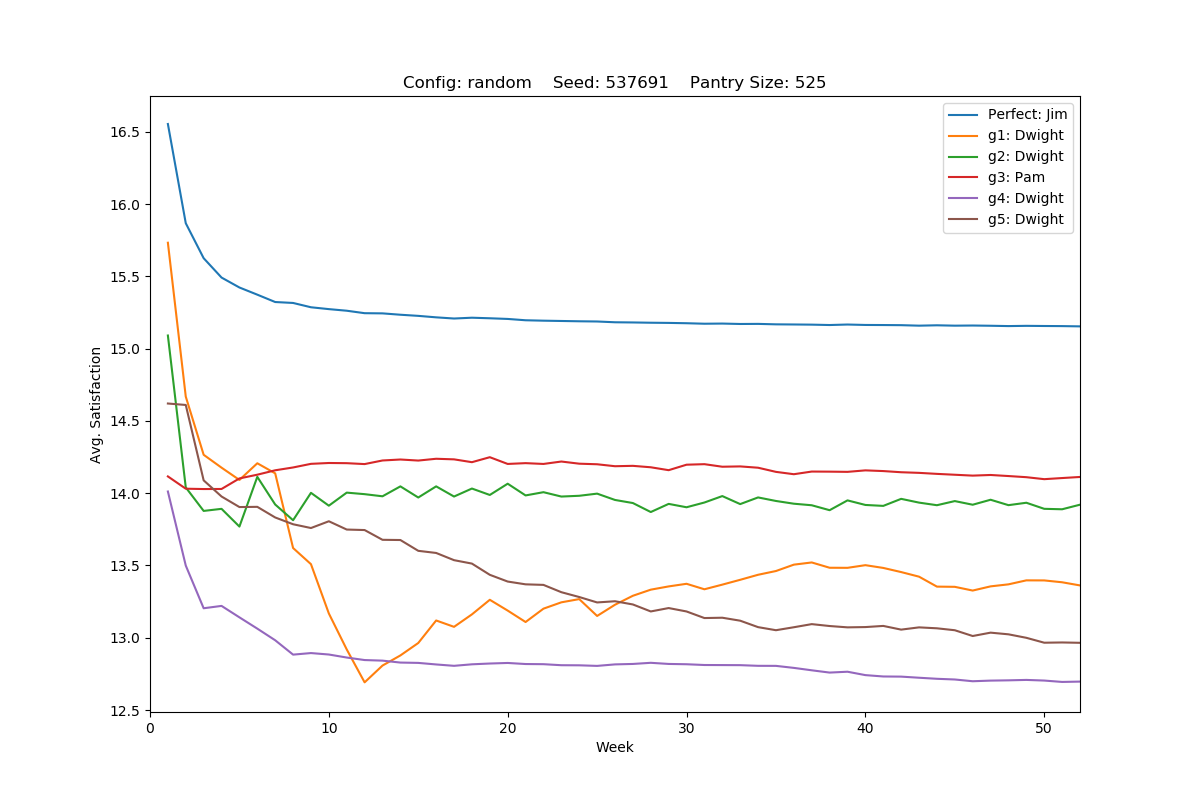 Config: random    Seed: 537691    Pantry Size: 525
Perfect: Jim
g1: Dwight
g2: Dwight
g3: Pam
g4: Dwight
g5: Dwight
Avg. Satisfaction
16.5
16.0
15.5
15.0
14.5
14.0
13.5
13.0
12.5
0 10 20 30 40 50
Week